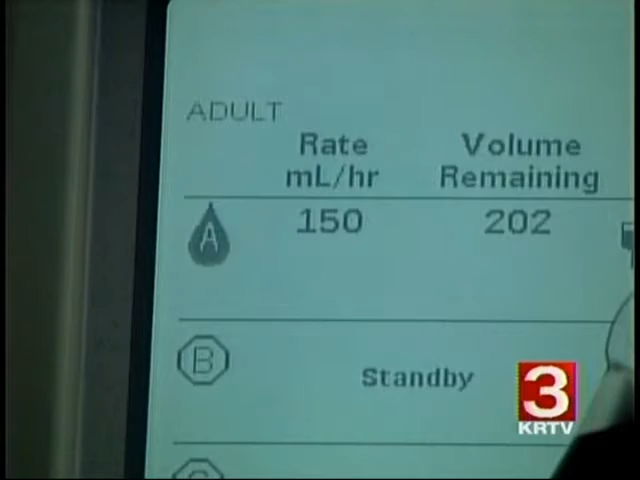 ADULT
Rate Volume
mL/hr Remaining
A 150 202
B Standby
3
KRTV